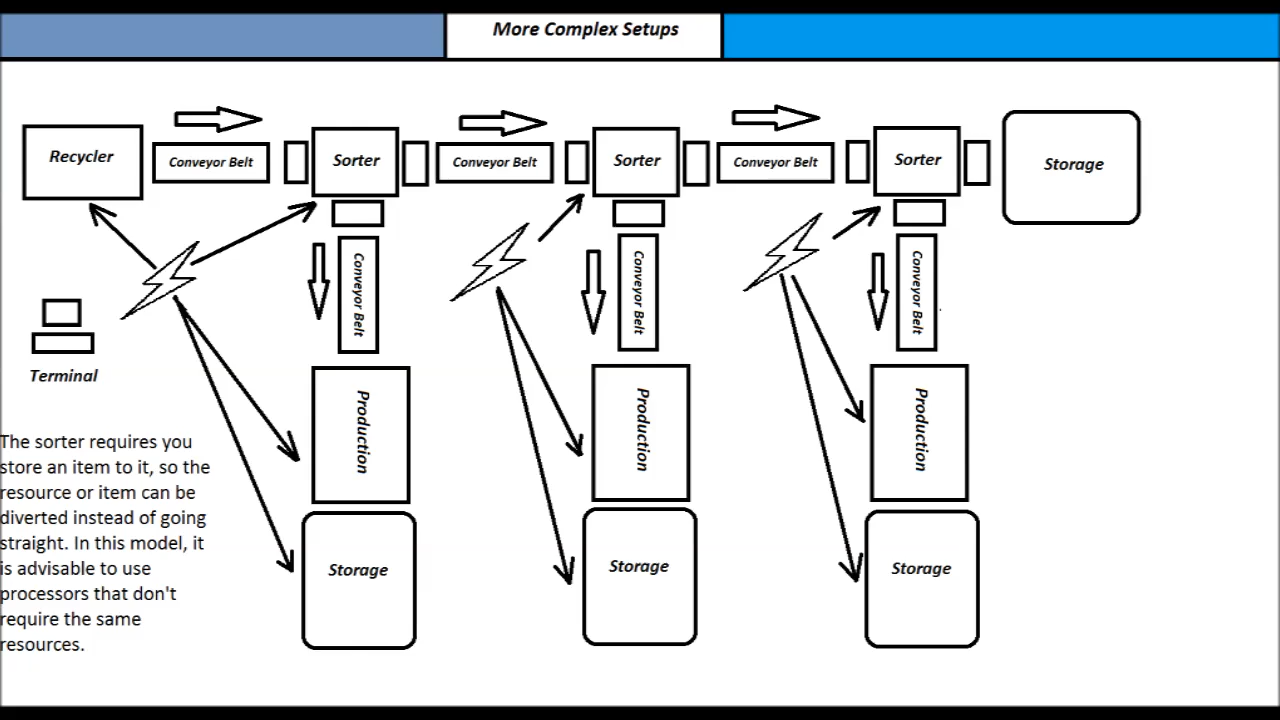 More Complex Setups
Recycler
Conveyor Belt
Sorter
Conveyor Belt
Sorter
Conveyor Belt
Sorter
Storage
Conveyor Belt
Conveyor Belt
Conveyor Belt
Terminal
Production
Production
Production
The sorter requires you
store an item to it, so the
resource or item can be
diverted instead of going
straight. In this model, it
is advisable to use
processors that don't
require the same
resources.
Storage
Storage
Storage